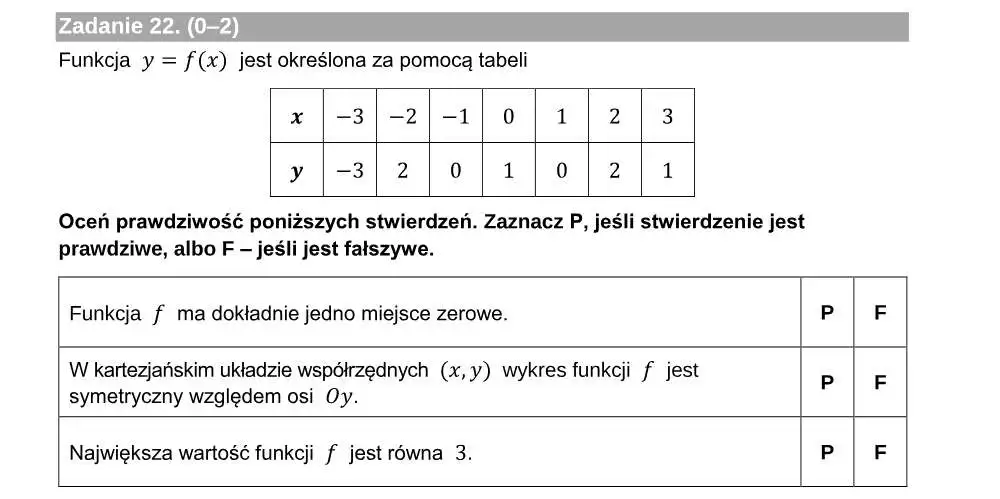 Zadanie 22. (0–2)
Funkcja y = f(x) jest określona za pomocą tabeli
x −3 −2 −1 0 1 2 3
y −3 2 0 1 0 2 1
Oceń prawdziwość poniższych stwierdzeń. Zaznacz P, jeśli stwierdzenie jest
prawdziwe, albo F – jeśli jest fałszywe.
Funkcja f ma dokładnie jedno miejsce zerowe. P F
W kartezjańskim układzie współrzędnych (x, y) wykres funkcji f jest
symetryczny względem osi Oy. P F
Największa wartość funkcji f jest równa 3. P F